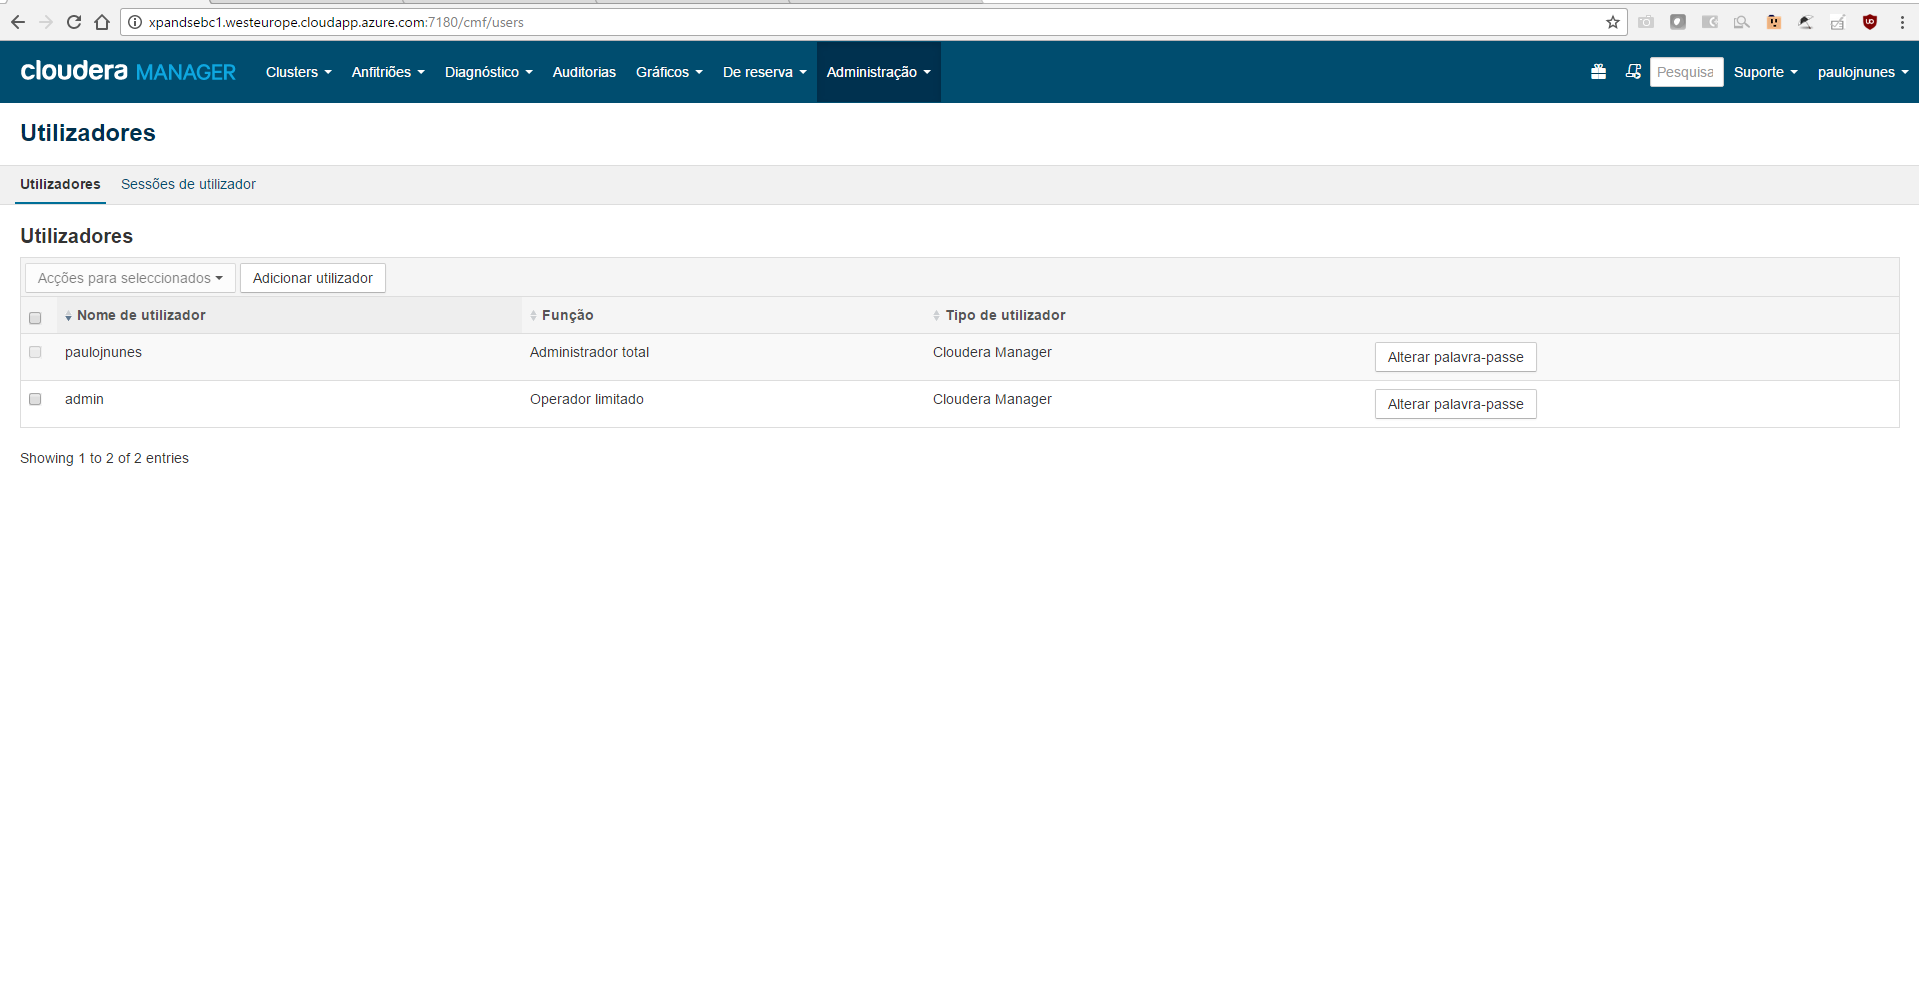 xpandsebc1.westeurope.cloudapp.azure.com:7180/cmf/users
cloudera MANAGER Clusters Anfitriões Diagnóstico Auditorias Gráficos De reserva Administração Pesquisa Suporte paulojnunes
Utilizadores
Utilizadores Sessões de utilizador
Utilizadores
Acções para seleccionados Adicionar utilizador
Nome de utilizador Função Tipo de utilizador
paulojnunes Administrador total Cloudera Manager Alterar palavra-passe
admin Operador limitado Cloudera Manager Alterar palavra-passe
Showing 1 to 2 of 2 entries